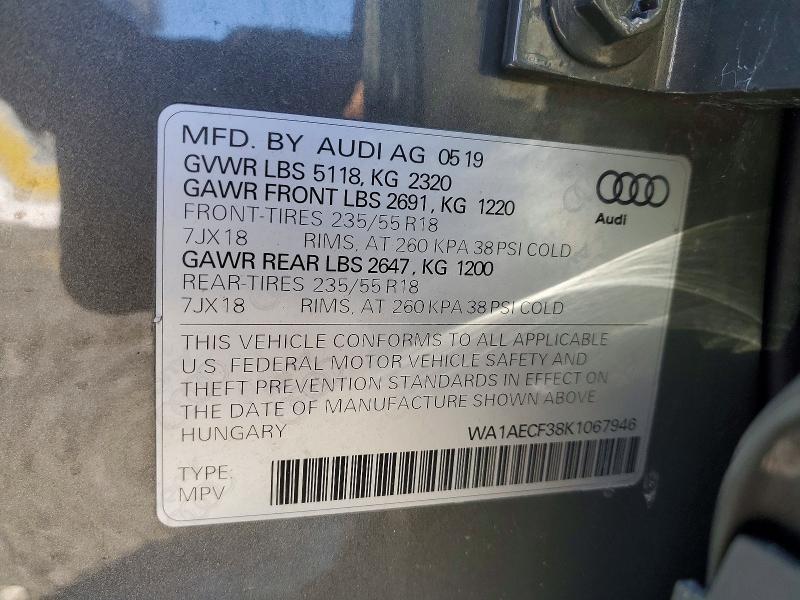 MFD. BY AUDI AG 05 19
GVWR LBS 5118, KG 2320
GAWR FRONT LBS 2691, KG 1220
FRONT-TIRES 235/55 R18
7JX18 RIMS, AT 260 KPA 38 PSI COLD
GAWR REAR LBS 2647, KG 1200
REAR-TIRES 235/55 R18
7JX18 RIMS, AT 260 KPA 38 PSI COLD
Audi
THIS VEHICLE CONFORMS TO ALL APPLICABLE
U.S. FEDERAL MOTOR VEHICLE SAFETY AND
THEFT PREVENTION STANDARDS IN EFFECT ON
THE DATE OF MANUFACTURE SHOWN ABOVE
HUNGARY WA1AECF38K1067946
TYPE:
MPV